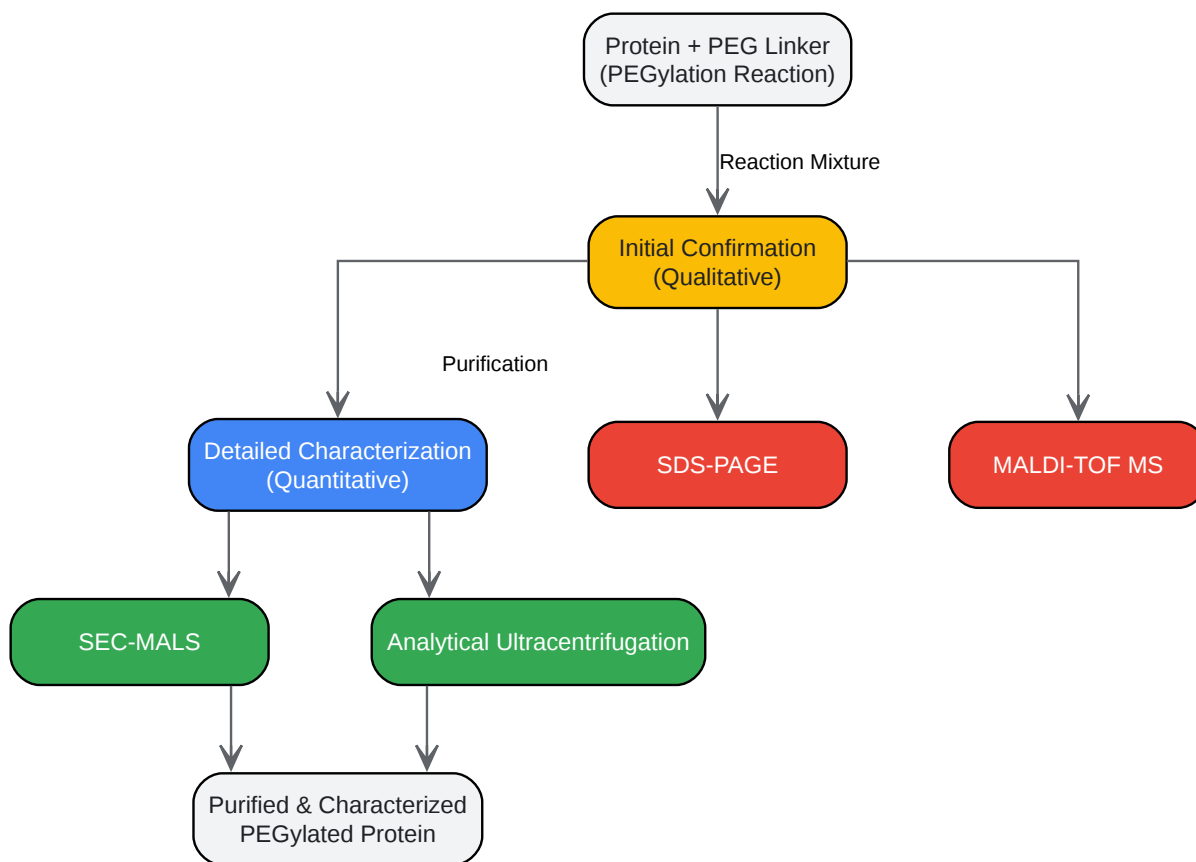 Protein + PEG Linker
(PEGylation Reaction)
Reaction Mixture
Initial Confirmation
(Qualitative)
Purification
Detailed Characterization
(Quantitative)
SDS-PAGE
MALDI-TOF MS
SEC-MALS
Analytical Ultracentrifugation
Purified & Characterized
PEGylated Protein